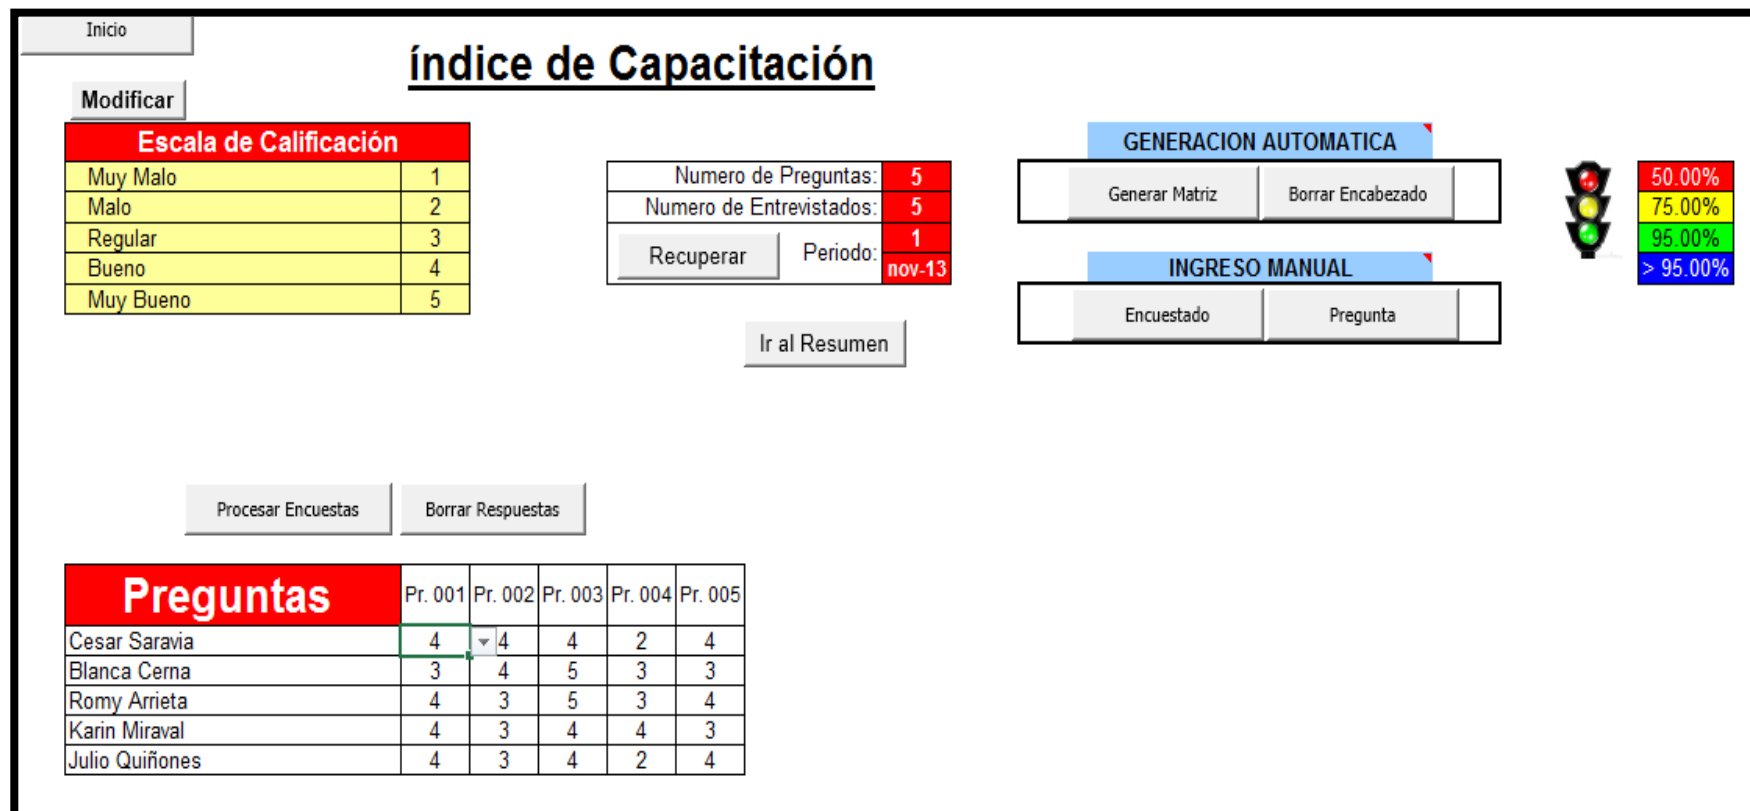 Inicio
índice de Capacitación
Modificar
Escala de Calificación
Muy Malo 1
Malo 2
Regular 3
Bueno 4
Muy Bueno 5
Numero de Preguntas: 5
Numero de Entrevistados: 5
Recuperar Periodo: 1
nov-13
Ir al Resumen
GENERACION AUTOMATICA
Generar Matriz Borrar Encabezado
INGRESO MANUAL
Encuestado Pregunta
50.00%
75.00%
95.00%
> 95.00%
Procesar Encuestas Borrar Respuestas
Preguntas Pr. 001 Pr. 002 Pr. 003 Pr. 004 Pr. 005
Cesar Saravia 4 4 4 2 4
Blanca Cerna 3 4 5 3 3
Romy Arrieta 4 3 5 3 4
Karin Miraval 4 3 4 4 3
Julio Quiñones 4 3 4 2 4